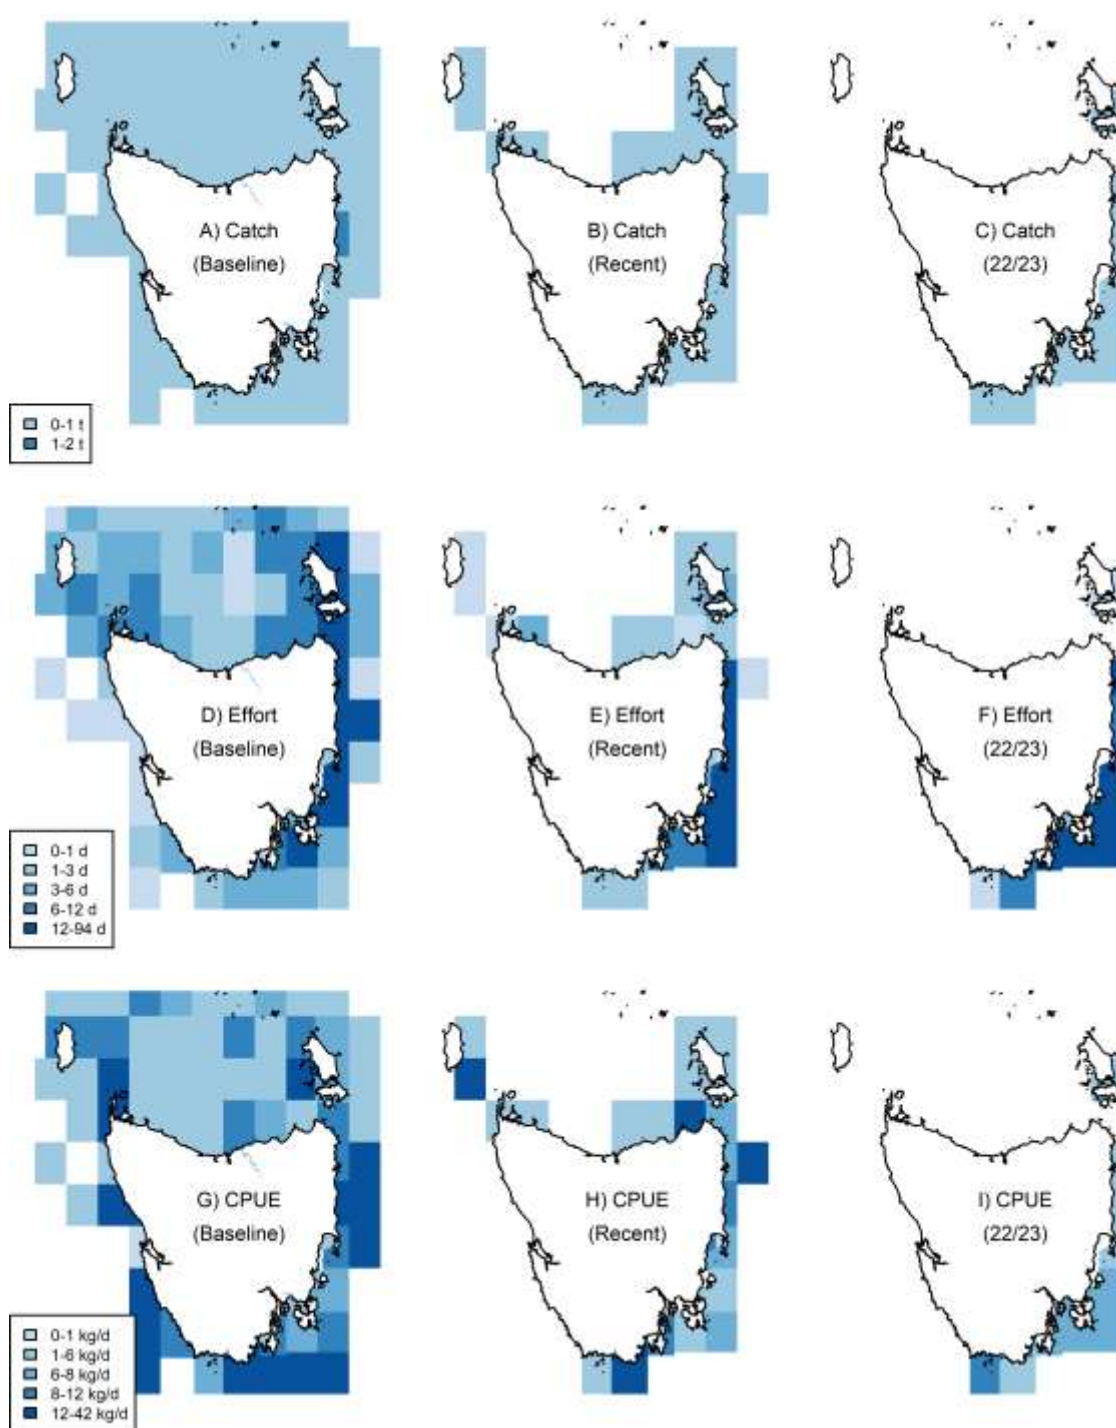 A) Catch
(Baseline)
B) Catch
(Recent)
C) Catch
(22/23)
0-1 t
1-2 t
D) Effort
(Baseline)
E) Effort
(Recent)
F) Effort
(22/23)
0-1 d
1-3 d
3-6 d
6-12 d
12-94 d
G) CPUE
(Baseline)
H) CPUE
(Recent)
I) CPUE
(22/23)
0-1 kg/d
1-6 kg/d
6-8 kg/d
8-12 kg/d
12-42 kg/d